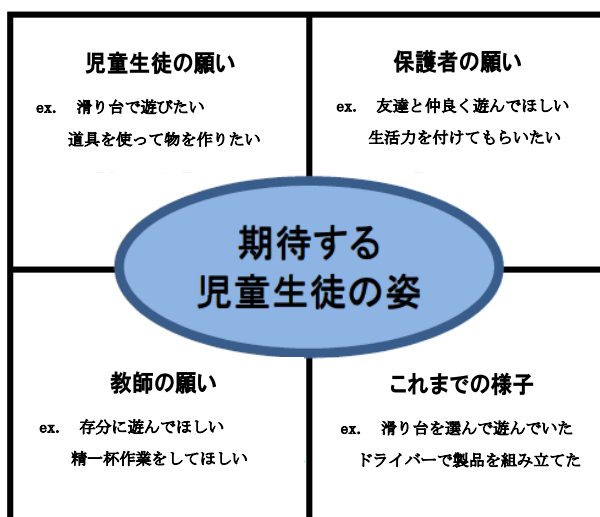 児童生徒の願い
ex. 滑り台で遊びたい
道具を使って物を作りたい
保護者の願い
ex. 友達と仲良く遊んでほしい
生活力を付けてもらいたい
期待する
児童生徒の姿
教師の願い
ex. 存分に遊んでほしい
精一杯作業をしてほしい
これまでの様子
ex. 滑り台を選んで遊んでいた
ドライバーで製品を組み立てた